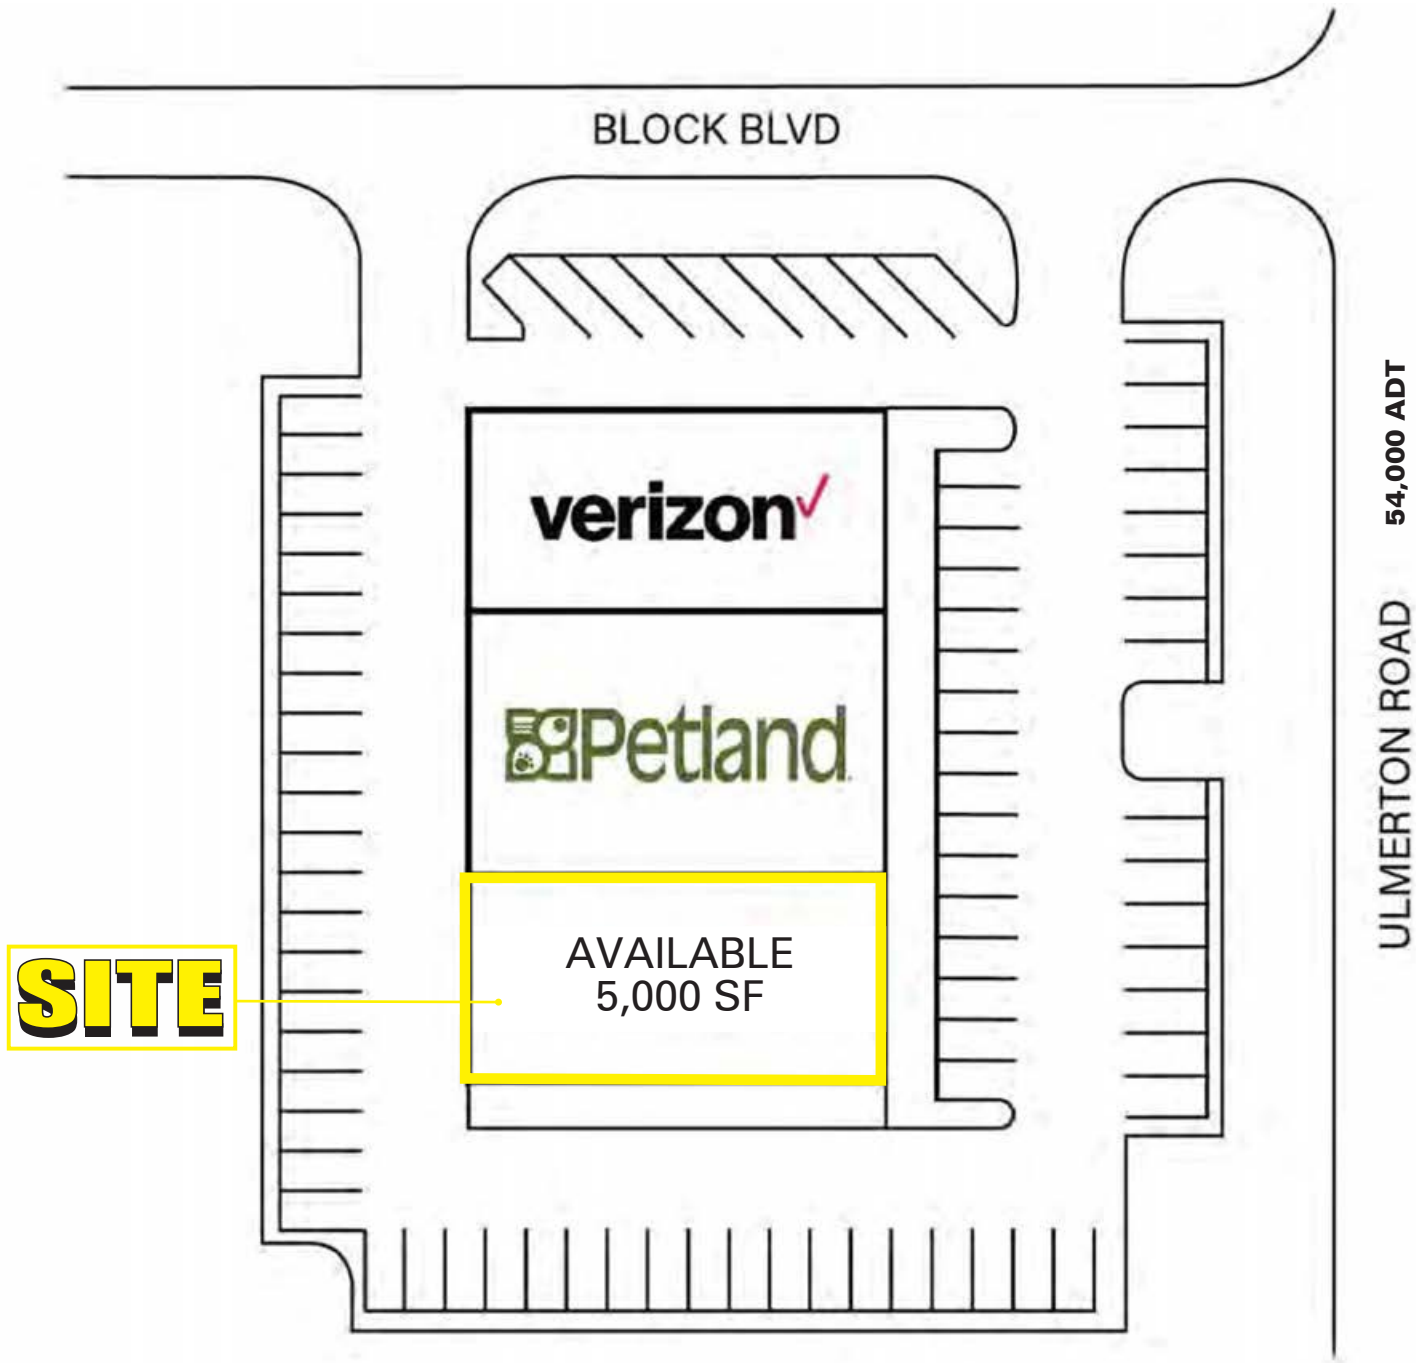 BLOCK BLVD
54,000 ADT
verizon
Petland
ULMERTON ROAD
AVAILABLE
5,000 SF
SITE